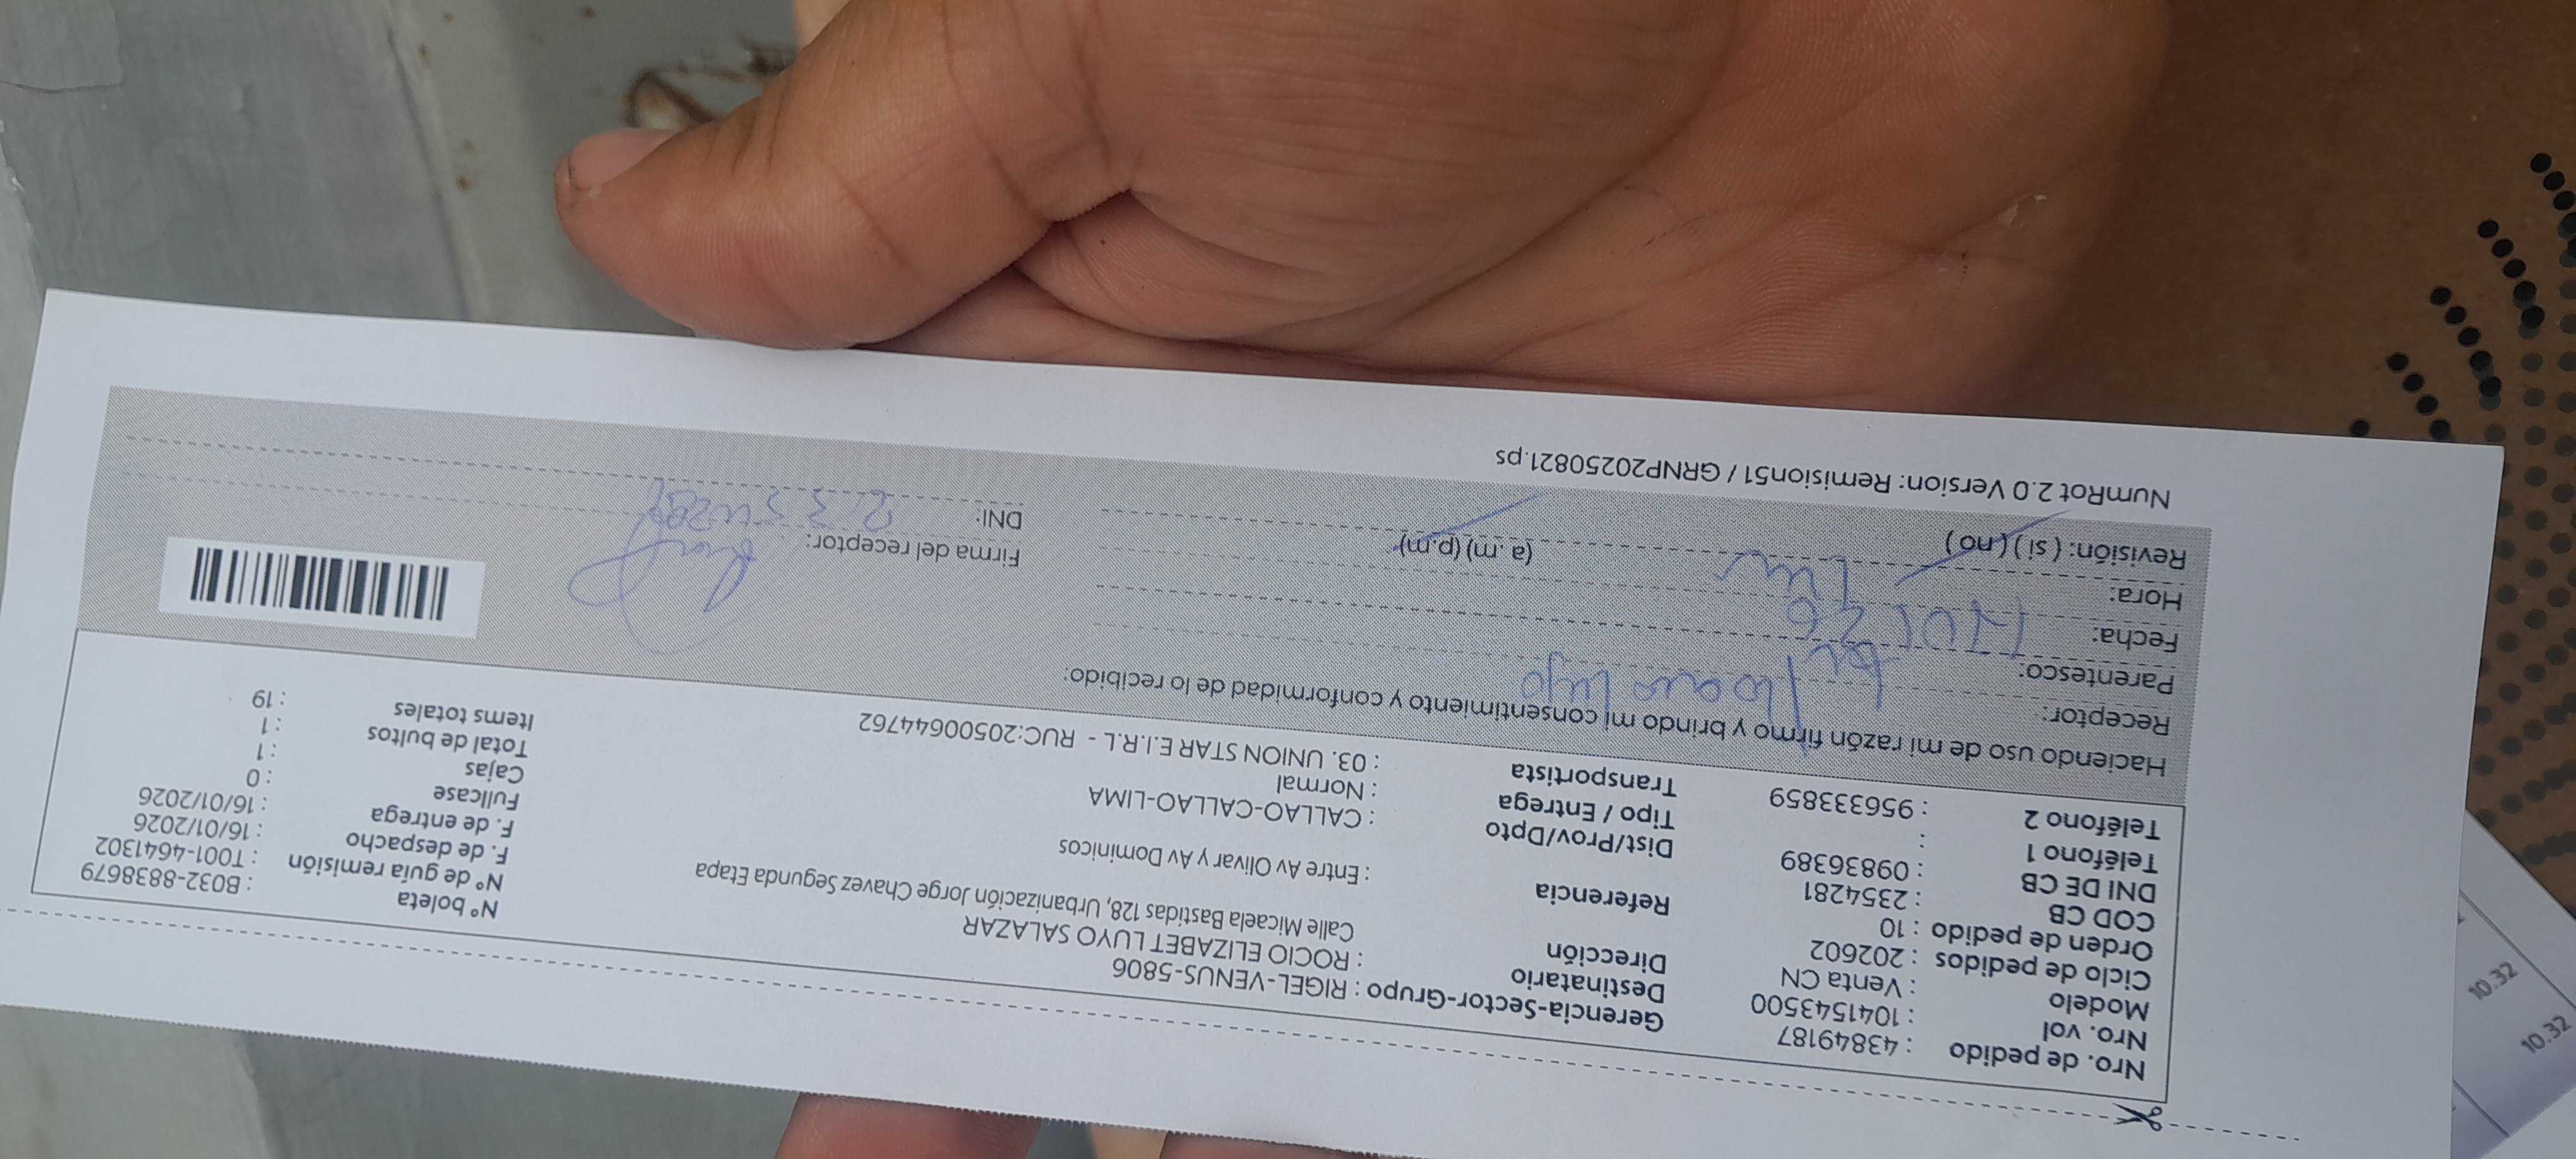 Nro. de pedido : 43849187
Nro. vol : 1041543500
Modelo : Venta CN
Ciclo de pedidos : 202602
Orden de pedido : 10
COD CB : 2354281
DNI DE CB : 09836389
Teléfono 1 :
Teléfono 2 : 956333859
Gerencia-Sector-Grupo : RIGEL-VENUS-5806
Destinatario : ROCIO ELIZABET LUYO SALAZAR
Dirección Calle Micaela Bastidas 128, Urbanización Jorge Chavez Segunda Etapa
Referencia : Entre Av Olivar y Av Dominicos
Dist/Prov/Dpto : CALLAO-CALLAO-LIMA
Tipo / Entrega : Normal
Transportista : 03. UNION STAR E.I.R.L - RUC:20500644762
Nº boleta : B032-8838679
Nº de guía remisión : T001-4641302
F. de despacho : 16/01/2026
F. de entrega : 16/01/2026
Fullcase : 0
Cajas : 1
Total de bultos : 1
Items totales : 19
Haciendo uso de mi razón firmo y brindo mi consentimiento y conformidad de lo recibido:
Receptor: Luyo
Parentesco:
Fecha:
Hora: (a.m) (p.m)
Revisión: ( si ) ( no )
Firma del receptor:
DNI:
NumRot 2.0 Version: Remision51 / GRNP20250821.ps
10.32
10.32